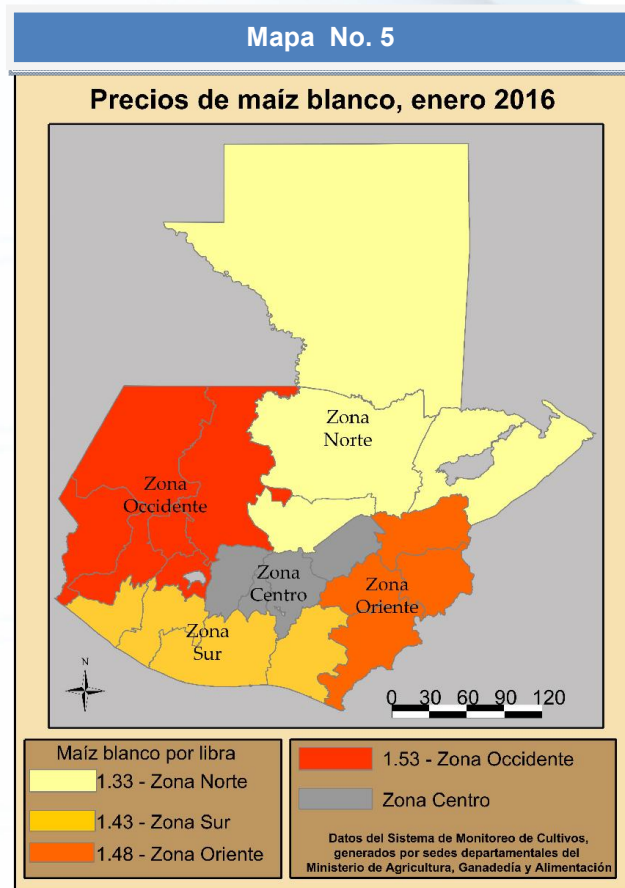 Mapa No. 5
Precios de maíz blanco, enero 2016
Zona
Norte
Zona
Occidente
Zona
Centro
Zona
Oriente
Zona
Sur
N
0 30 60 90 120
Maíz blanco por libra
1.33 - Zona Norte
1.43 - Zona Sur
1.48 - Zona Oriente
1.53 - Zona Occidente
Zona Centro
Datos del Sistema de Monitoreo de Cultivos,
generados por sedes departamentales del
Ministerio de Agricultura, Ganadedía y Alimentación